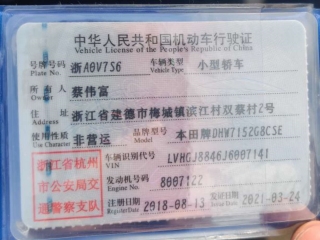 中华人民共和国机动车行驶证
Vehicle License of the People's Republic of China
号牌号码 浙A0V7S6 车辆类型 小型轿车
Plate No. Vehicle Type
所有人 蔡伟富
Owner
住址 浙江省建德市梅城镇滨江村双蔡村2号
Address
使用性质 非营运 品牌型号 本田牌DHW7152G8CSE
Use Character Model
浙江省杭州
市公安局交
通警察支队
车辆识别代号 LVHGJ8846J6007141
VIN
发动机号码 8007122
Engine No.
注册日期 2018-08-13 发证日期 2021-03-24
Register Date Issue Date